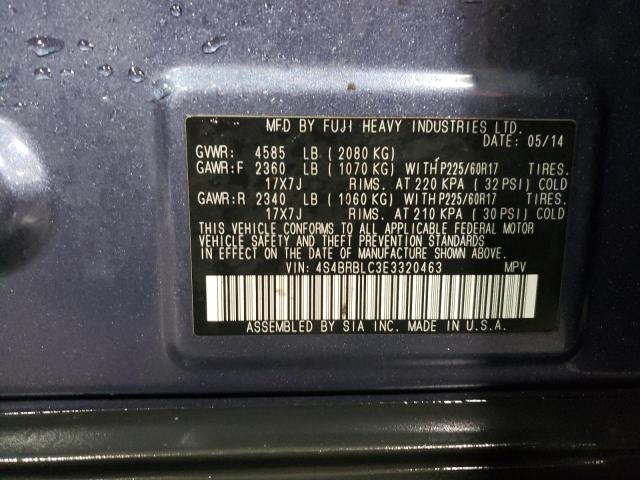 MFD BY FUJI HEAVY INDUSTRIES LTD.
DATE: 05/14
GVWR: 4585 LB ( 2080 KG)
GAWR:F 2360 LB ( 1070 KG) WITH P225/60R17 TIRES.
17X7J RIMS. AT 220 KPA ( 32 PSI) COLD
GAWR:R 2340 LB ( 1060 KG) WITH P225/60R17 TIRES.
17X7J RIMS. AT 210 KPA ( 30 PSI) COLD
THIS VEHICLE CONFORMS TO ALL APPLICABLE FEDERAL MOTOR
VEHICLE SAFETY AND THEFT PREVENTION STANDARDS
IN EFFECT ON THE DATE OF MANUFACTURE SHOWN ABOVE.
VIN: 4S4BRBLC3E3320463 MPV
ASSEMBLED BY SIA INC. MADE IN U.S.A.